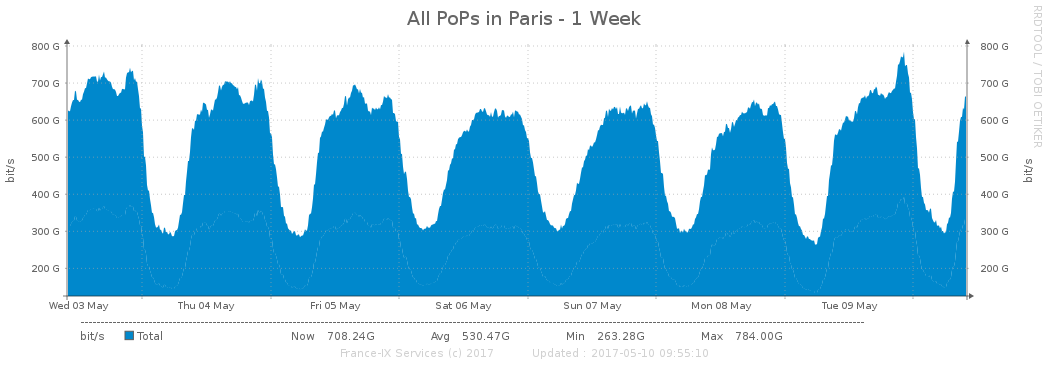 All PoPs in Paris - 1 Week
RRDTOOL / TOBI OETIKER
800 G 800 G
700 G 700 G
600 G 600 G
500 G 500 G
400 G 400 G
300 G 300 G
200 G 200 G
bit/s bit/s
Wed 03 May Thu 04 May Fri 05 May Sat 06 May Sun 07 May Mon 08 May Tue 09 May
bit/s Total Now 708.24G Avg 530.47G Min 263.28G Max 784.00G
France-IX Services (c) 2017 Updated : 2017-05-10 09:55:10